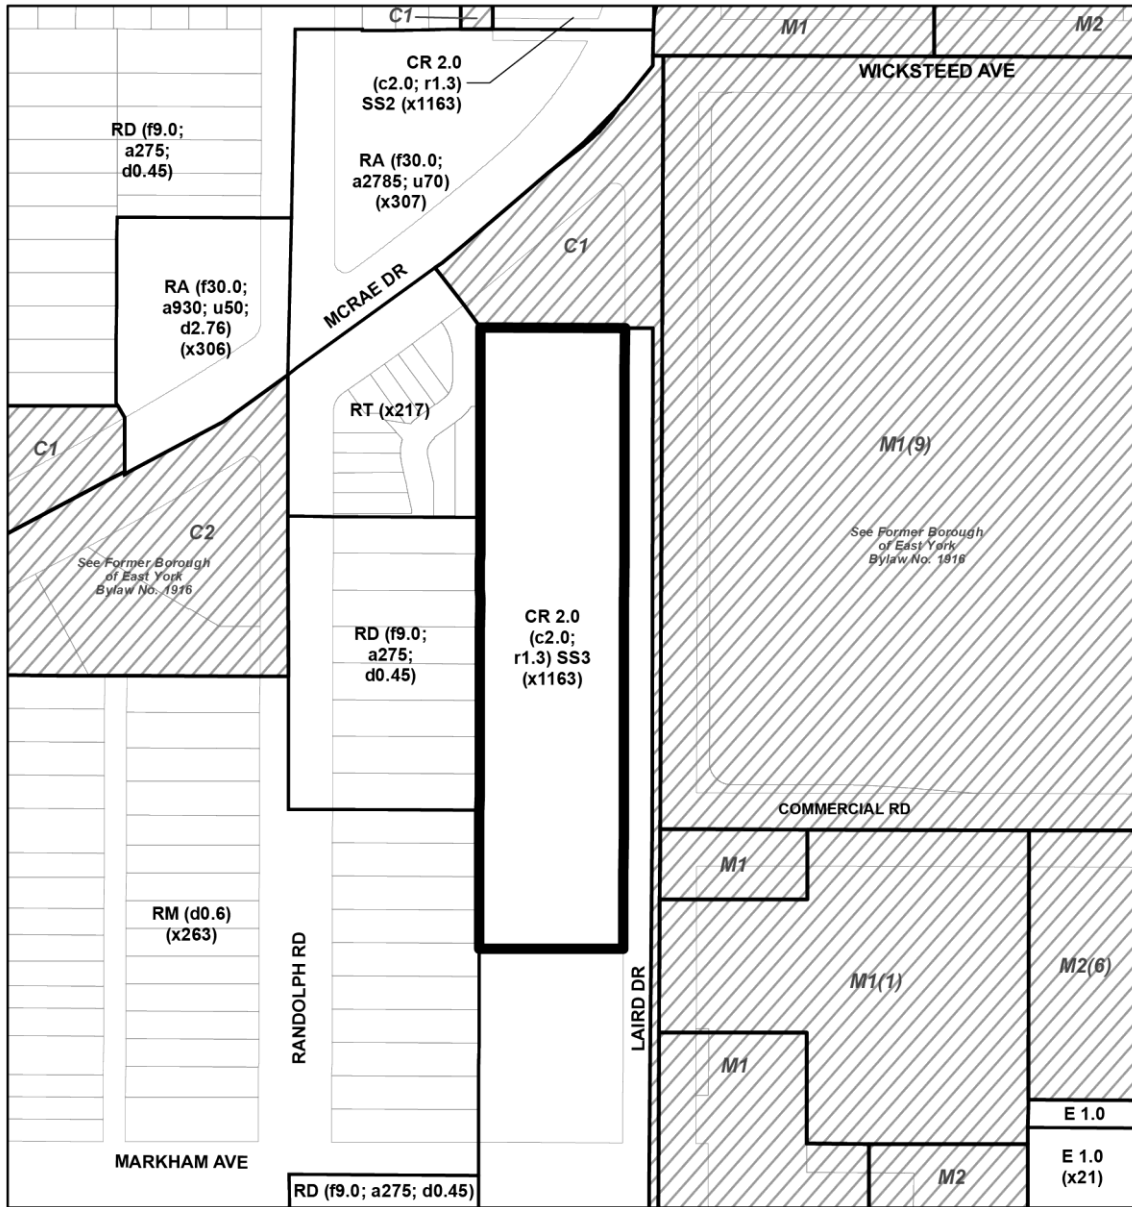 C1
M1
M2
CR 2.0
(c2.0; r1.3)
SS2 (x1163)
WICKSTEED AVE
RD (f9.0;
a275;
d0.45)
RA (f30.0;
a2785; u70)
(x307)
C1
MCRAE DR
RA (f30.0;
a930; u50;
d2.76)
(x306)
RT (x217)
C1
M1(9)
See Former Borough
of East York
Bylaw No. 1916
C2
See Former Borough
of East York
Bylaw No. 1916
CR 2.0
(c2.0;
r1.3) SS3
(x1163)
RD (f9.0;
a275;
d0.45)
COMMERCIAL RD
M1
RM (d0.6)
(x263)
RANDOLPH RD
LAIRD DR
M1(1)
M2(6)
M1
E 1.0
MARKHAM AVE
E 1.0
(x21)
M2
RD (f9.0; a275; d0.45)